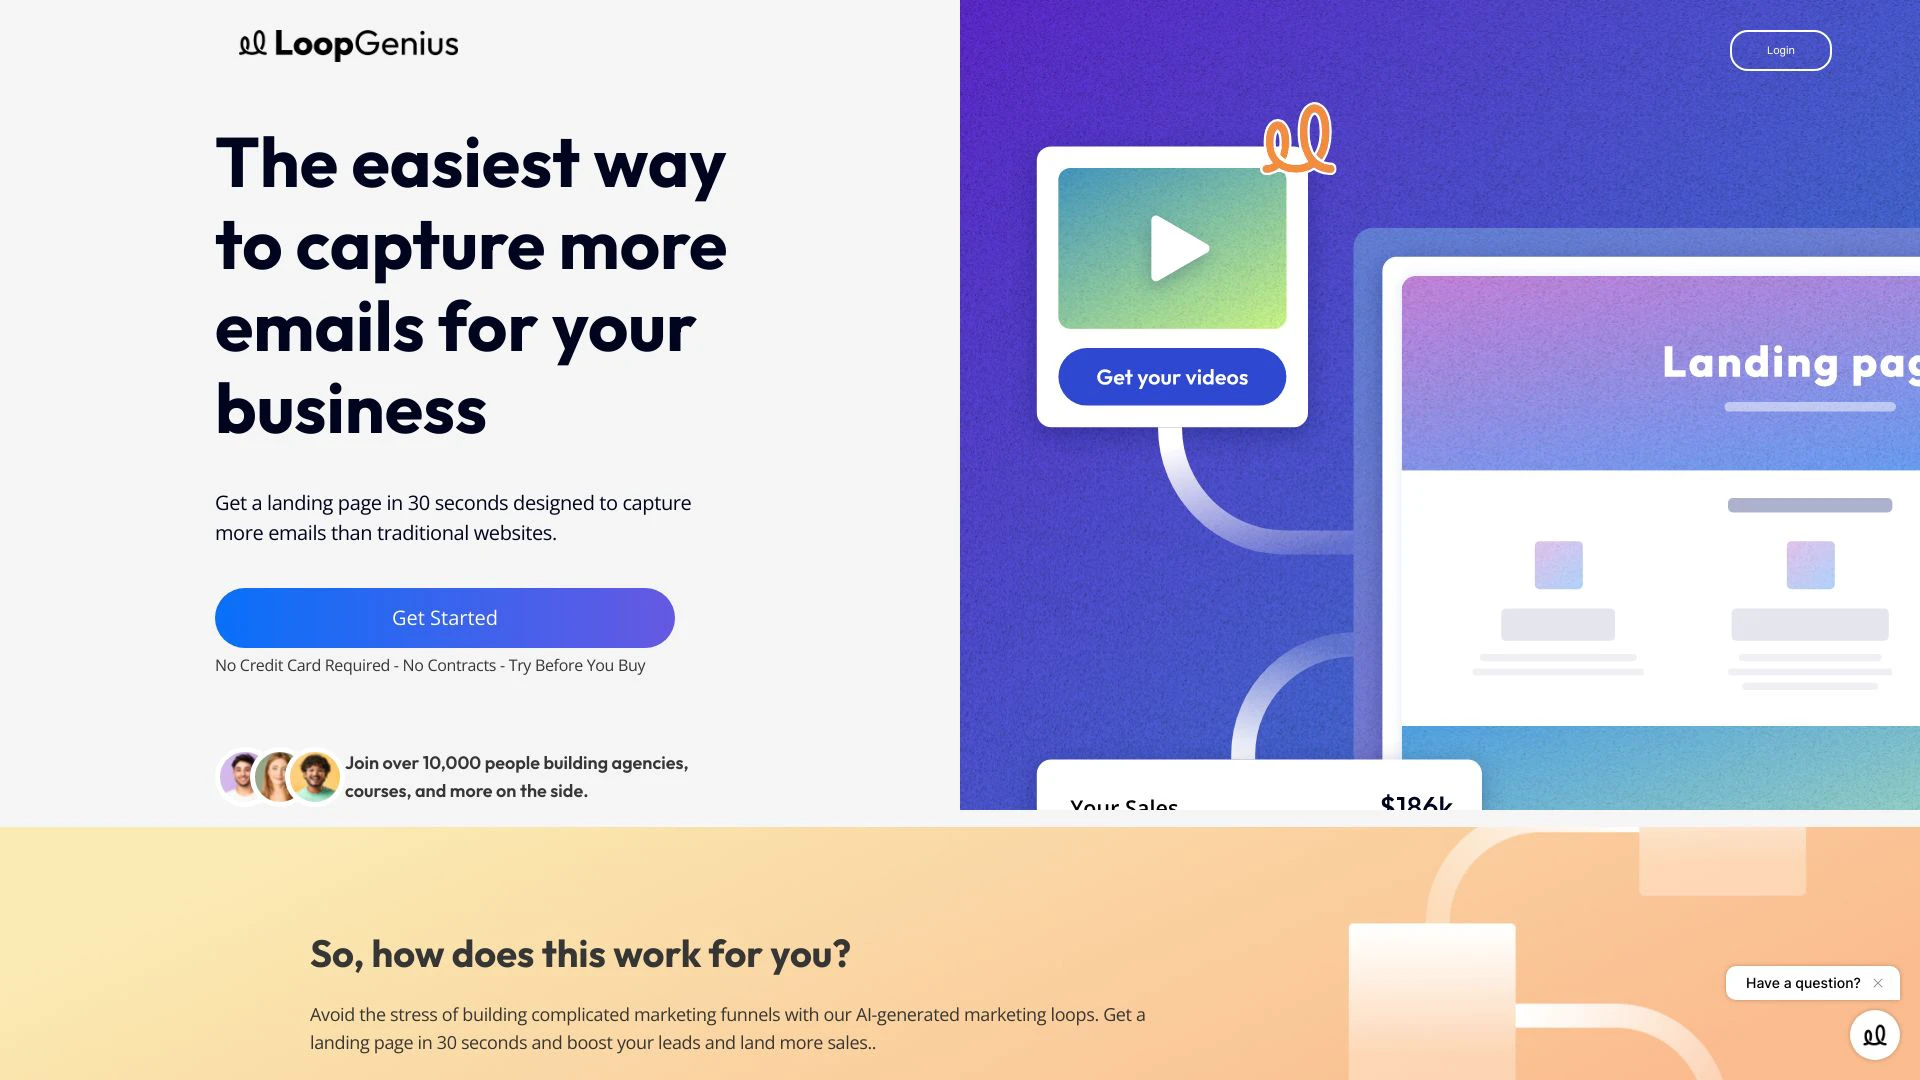 LoopGenius
Login
The easiest way
to capture more
emails for your
business
Get a landing page in 30 seconds designed to capture
more emails than traditional websites.
Get Started
No Credit Card Required - No Contracts - Try Before You Buy
Join over 10,000 people building agencies,
courses, and more on the side.
Get your videos
Landing pag
Your Sales
$186k
So, how does this work for you?
Avoid the stress of building complicated marketing funnels with our AI-generated marketing loops. Get a
landing page in 30 seconds and boost your leads and land more sales..
Have a question?